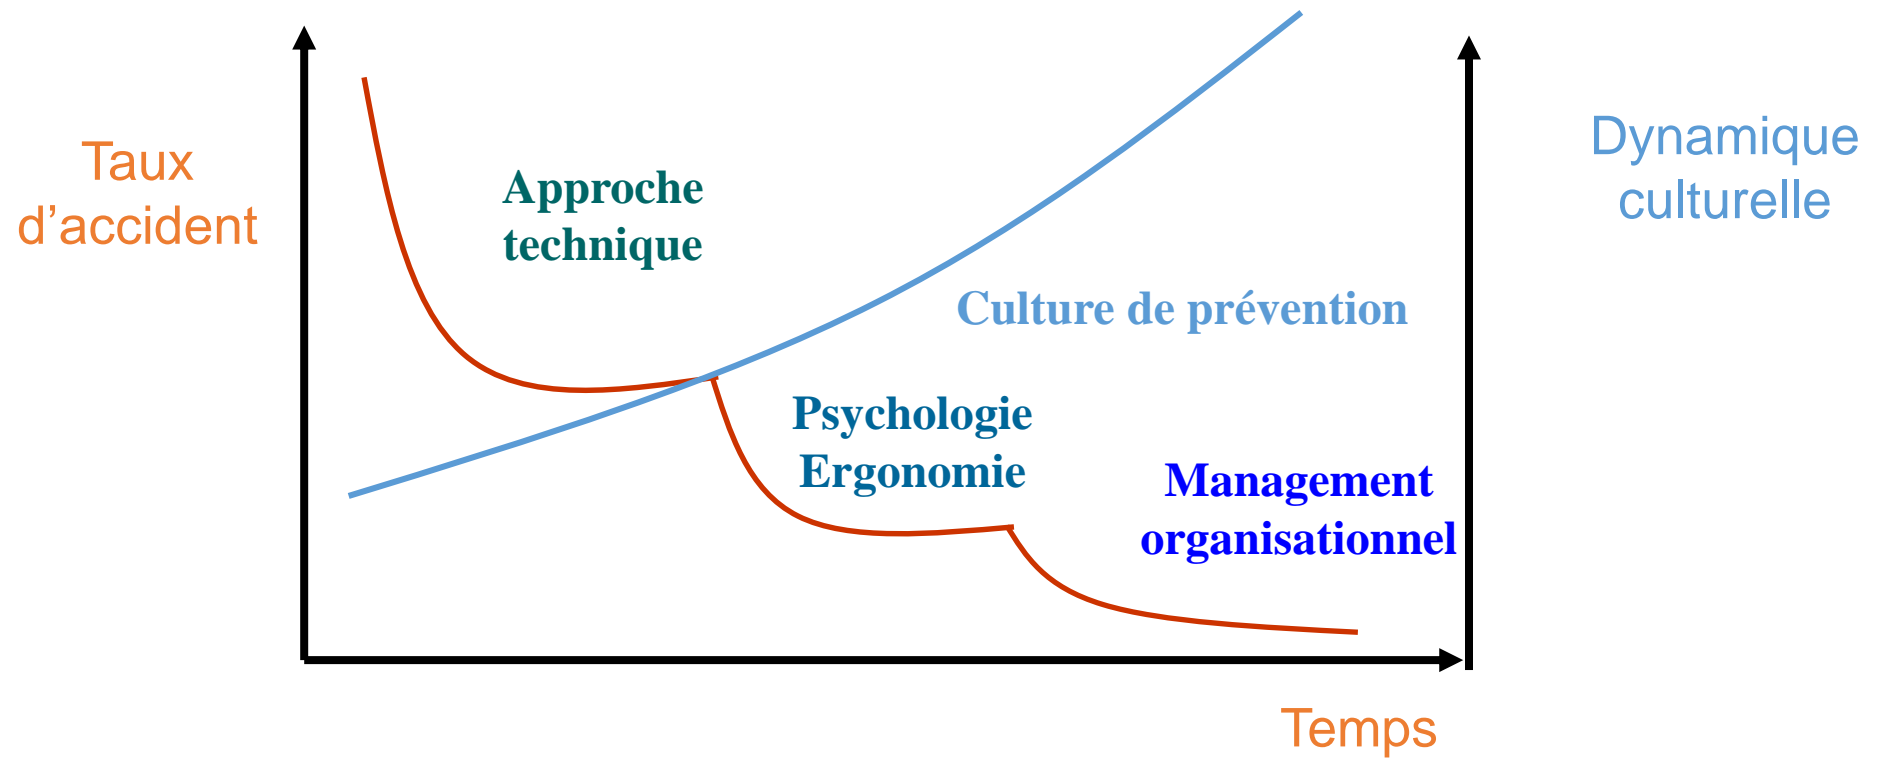 Taux
d’accident
Approche
technique
Dynamique
culturelle
Culture de prévention
Psychologie
Ergonomie
Management
organisationnel
Temps